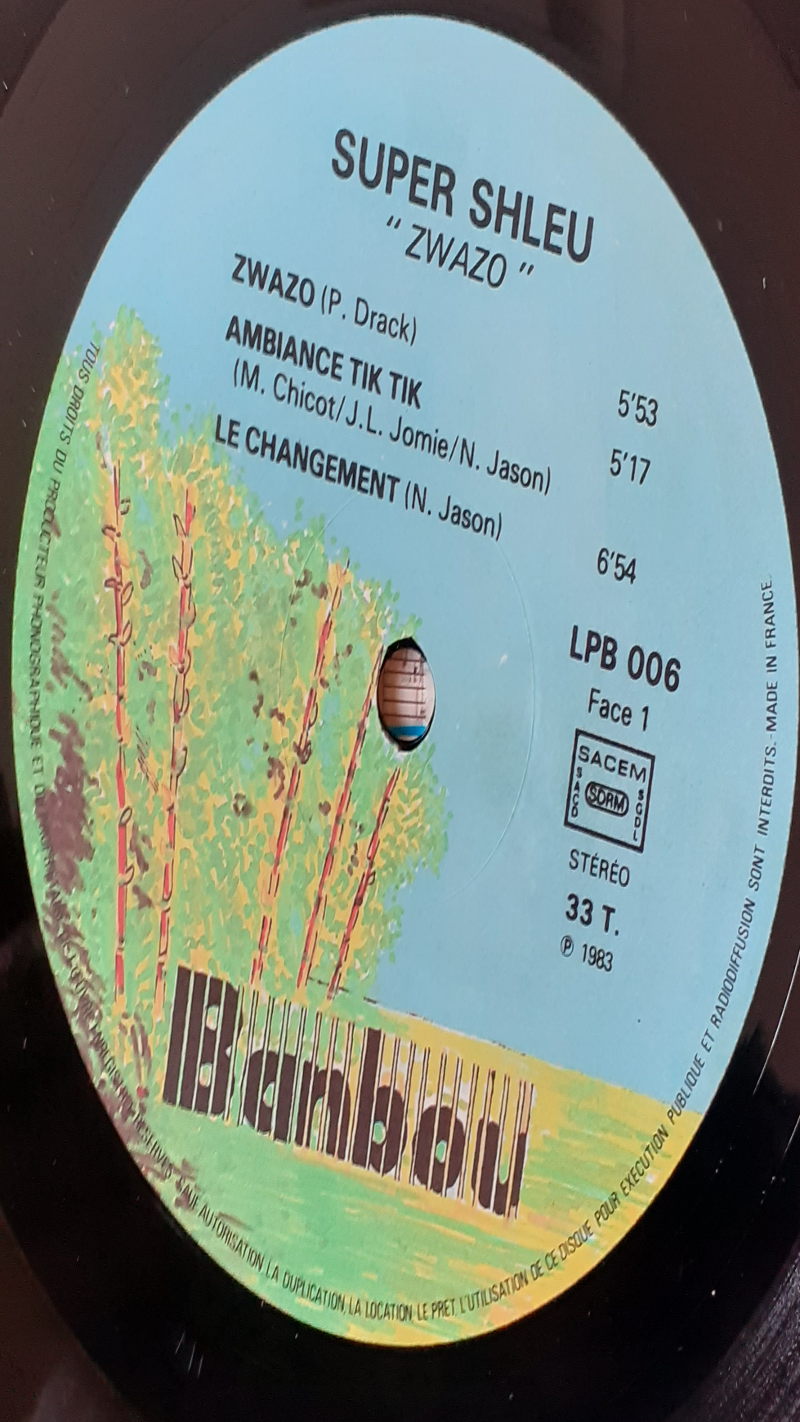 SUPER SHLEU
" ZWAZO "
ZWAZO (P. Drack) 5'53
AMBIANCE TIK TIK
(M. Chicot/J.L. Jomie/N. Jason) 5'17
LE CHANGEMENT (N. Jason) 6'54
LPB 006
Face 1
SACEM
SACD SDRM SGDL
STÉRÉO
33 T.
℗ 1983
Banbou
TOUS DROITS DU PRODUCTEUR PHONOGRAPHIQUE ET RESERVES SAUF AUTORISATION LA DUPLICATION, LA LOCATION LE PRET, L'UTILISATION DE CE DISQUE POUR EXECUTION PUBLIQUE ET RADIODIFFUSION SONT INTERDITS.-MADE IN FRANCE.